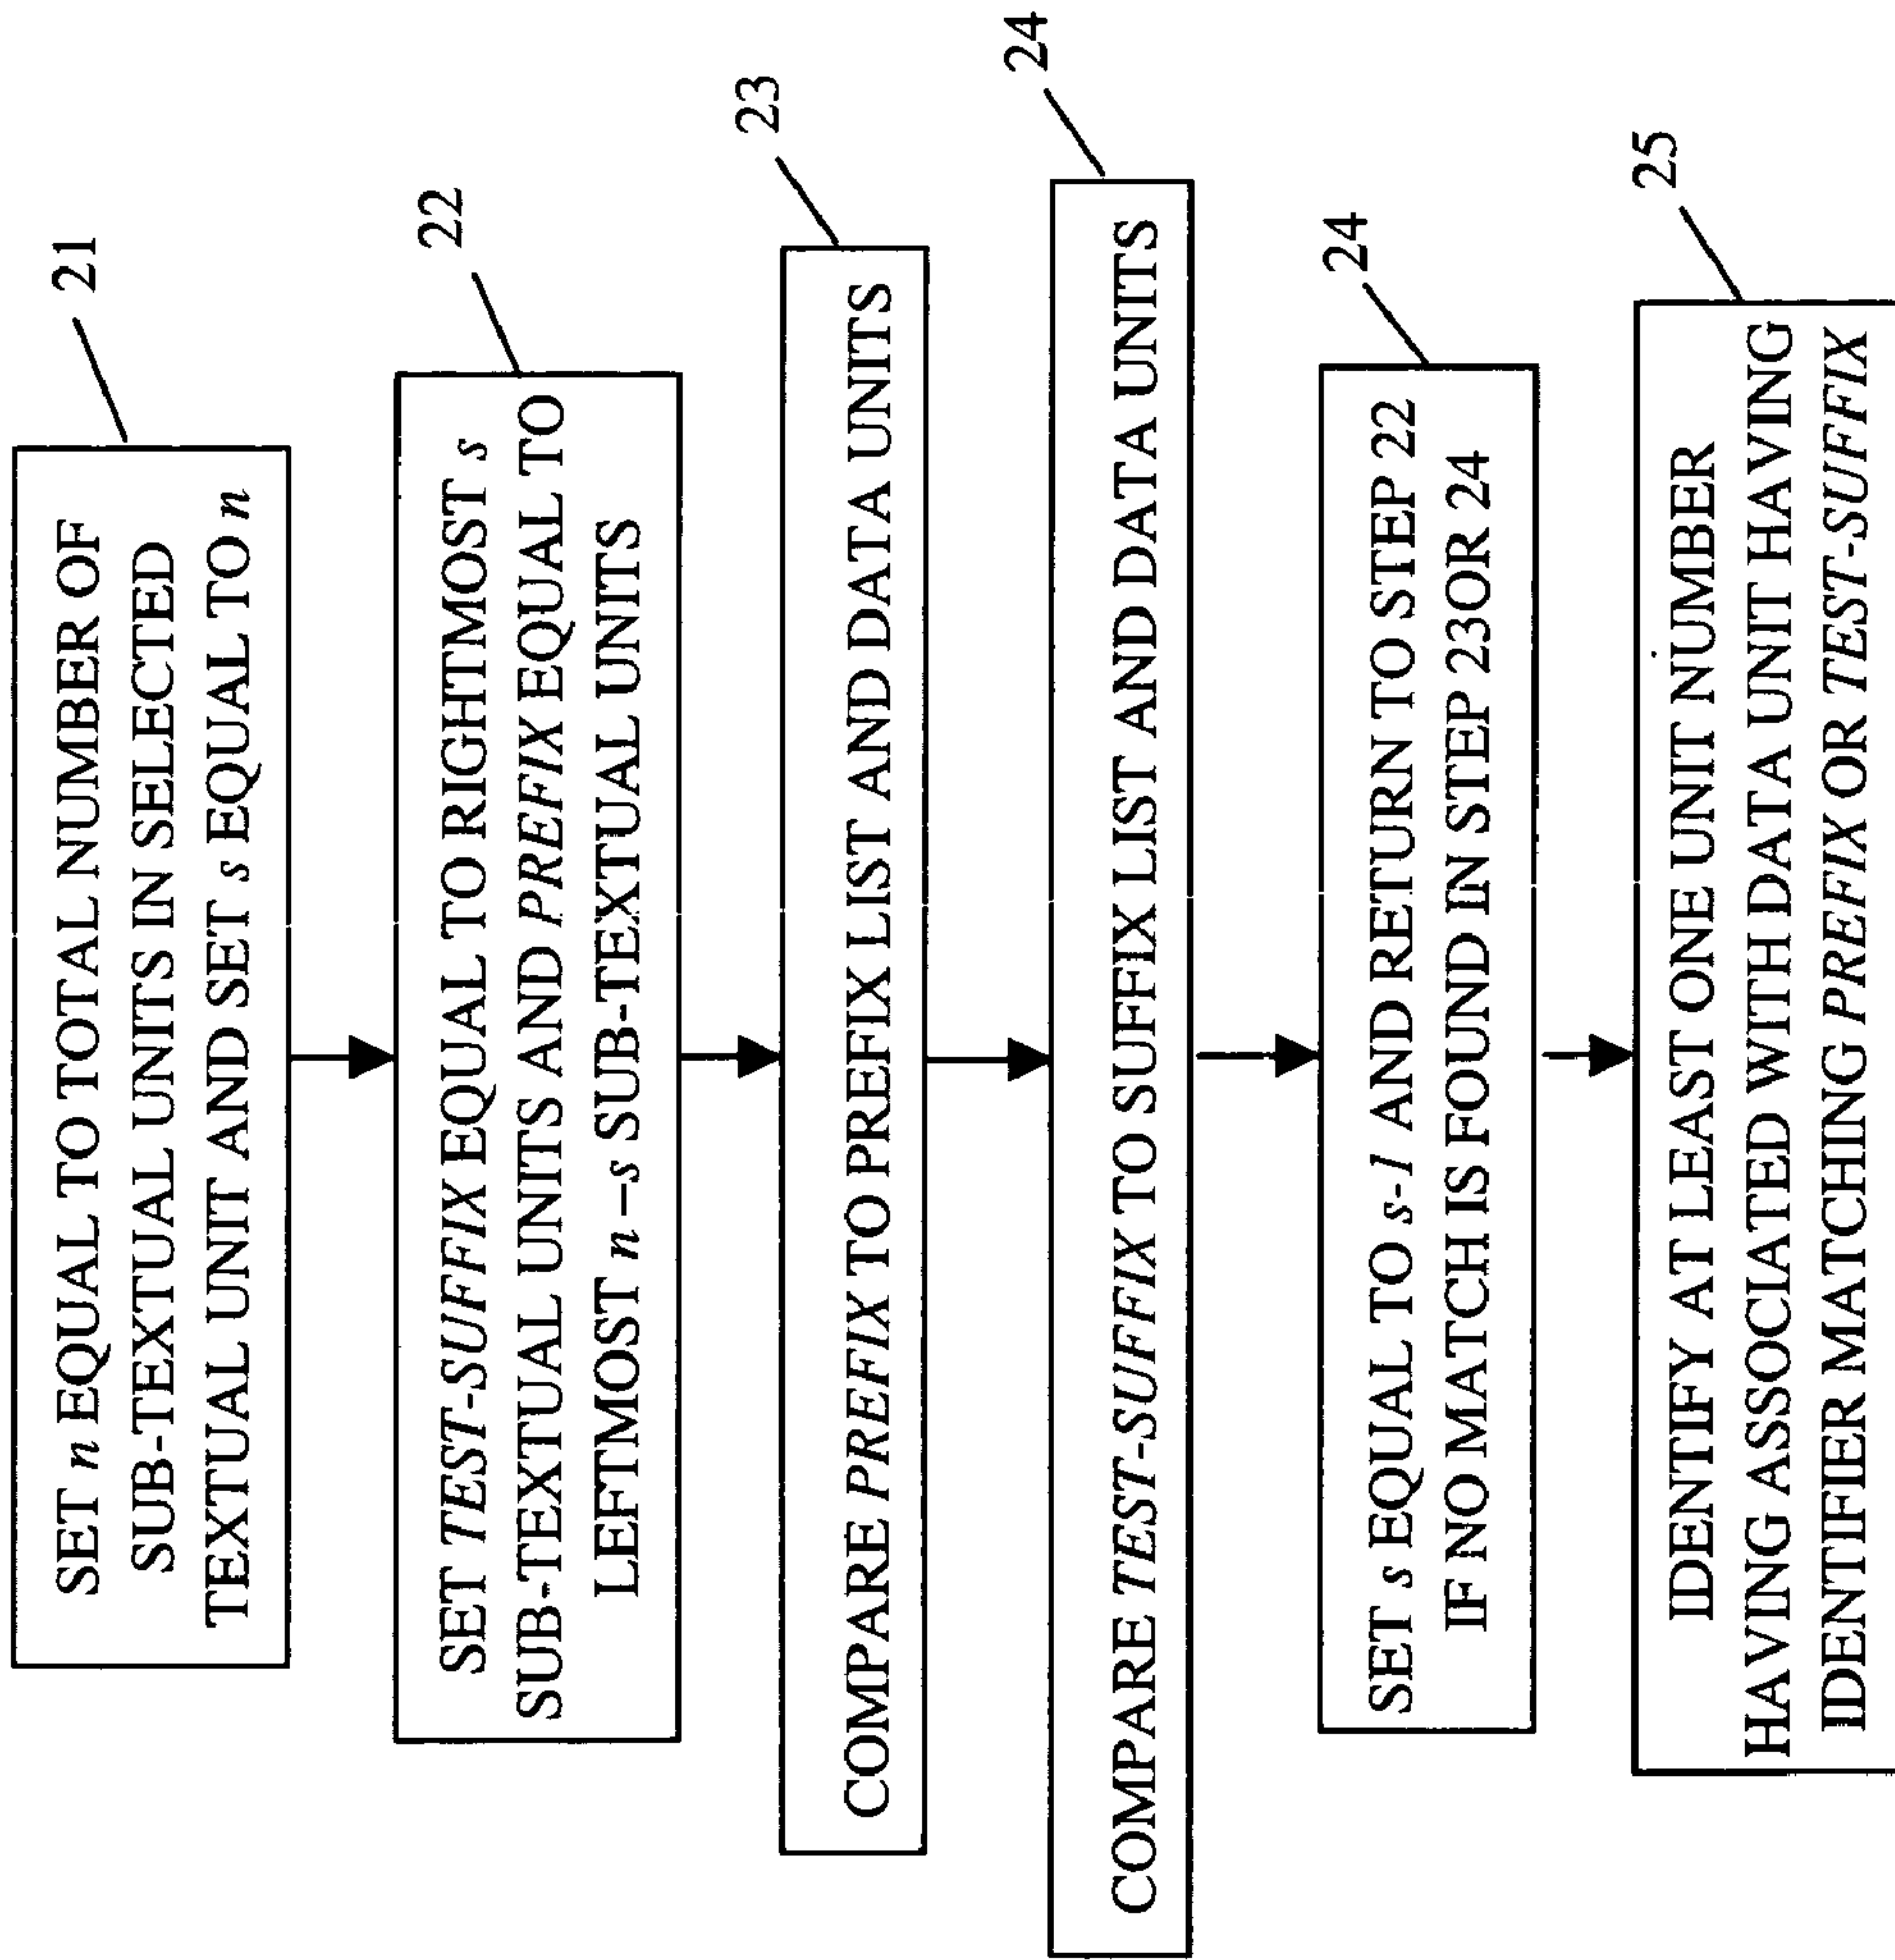 21
SET n EQUAL TO TOTAL NUMBER OF
SUB-TEXTUAL UNITS IN SELECTED
TEXTUAL UNIT AND SET s EQUAL TO n
22
SET TEST-SUFFIX EQUAL TO RIGHTMOST s
SUB-TEXTUAL UNITS AND PREFIX EQUAL TO
LEFTMOST n–s SUB-TEXTUAL UNITS
23
COMPARE PREFIX TO PREFIX LIST AND DATA UNITS
24
COMPARE TEST-SUFFIX TO SUFFIX LIST AND DATA UNITS
24
SET s EQUAL TO s-1 AND RETURN TO STEP 22
IF NO MATCH IS FOUND IN STEP 23OR 24
25
IDENTIFY AT LEAST ONE UNIT NUMBER
HAVING ASSOCIATED WITH DATA UNIT HAVING
IDENTIFIER MATCHING PREFIX OR TEST-SUFFIX